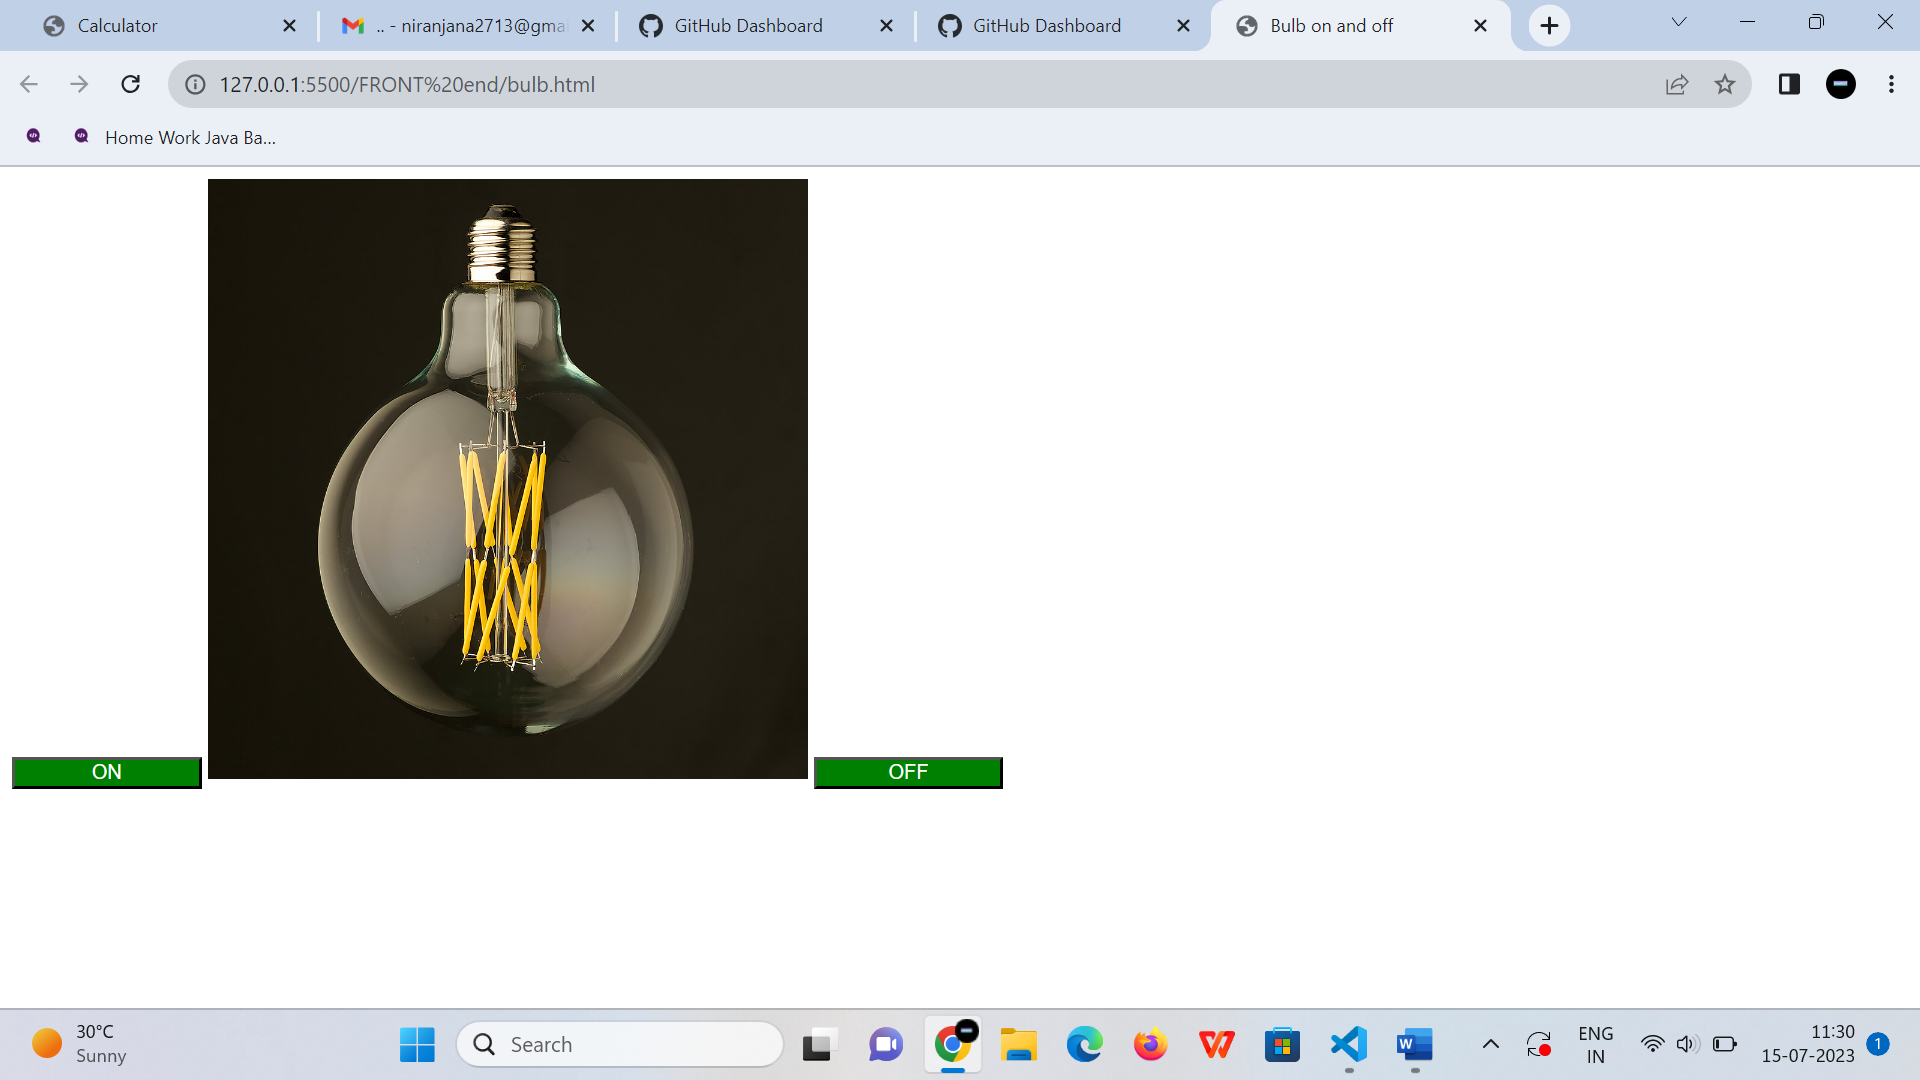 Calculator
.. - niranjana2713@gma
GitHub Dashboard
GitHub Dashboard
Bulb on and off
127.0.0.1:5500/FRONT%20end/bulb.html
Home Work Java Ba...
ON
OFF
30°C
Sunny
Search
ENG
IN
11:30
15-07-2023
1